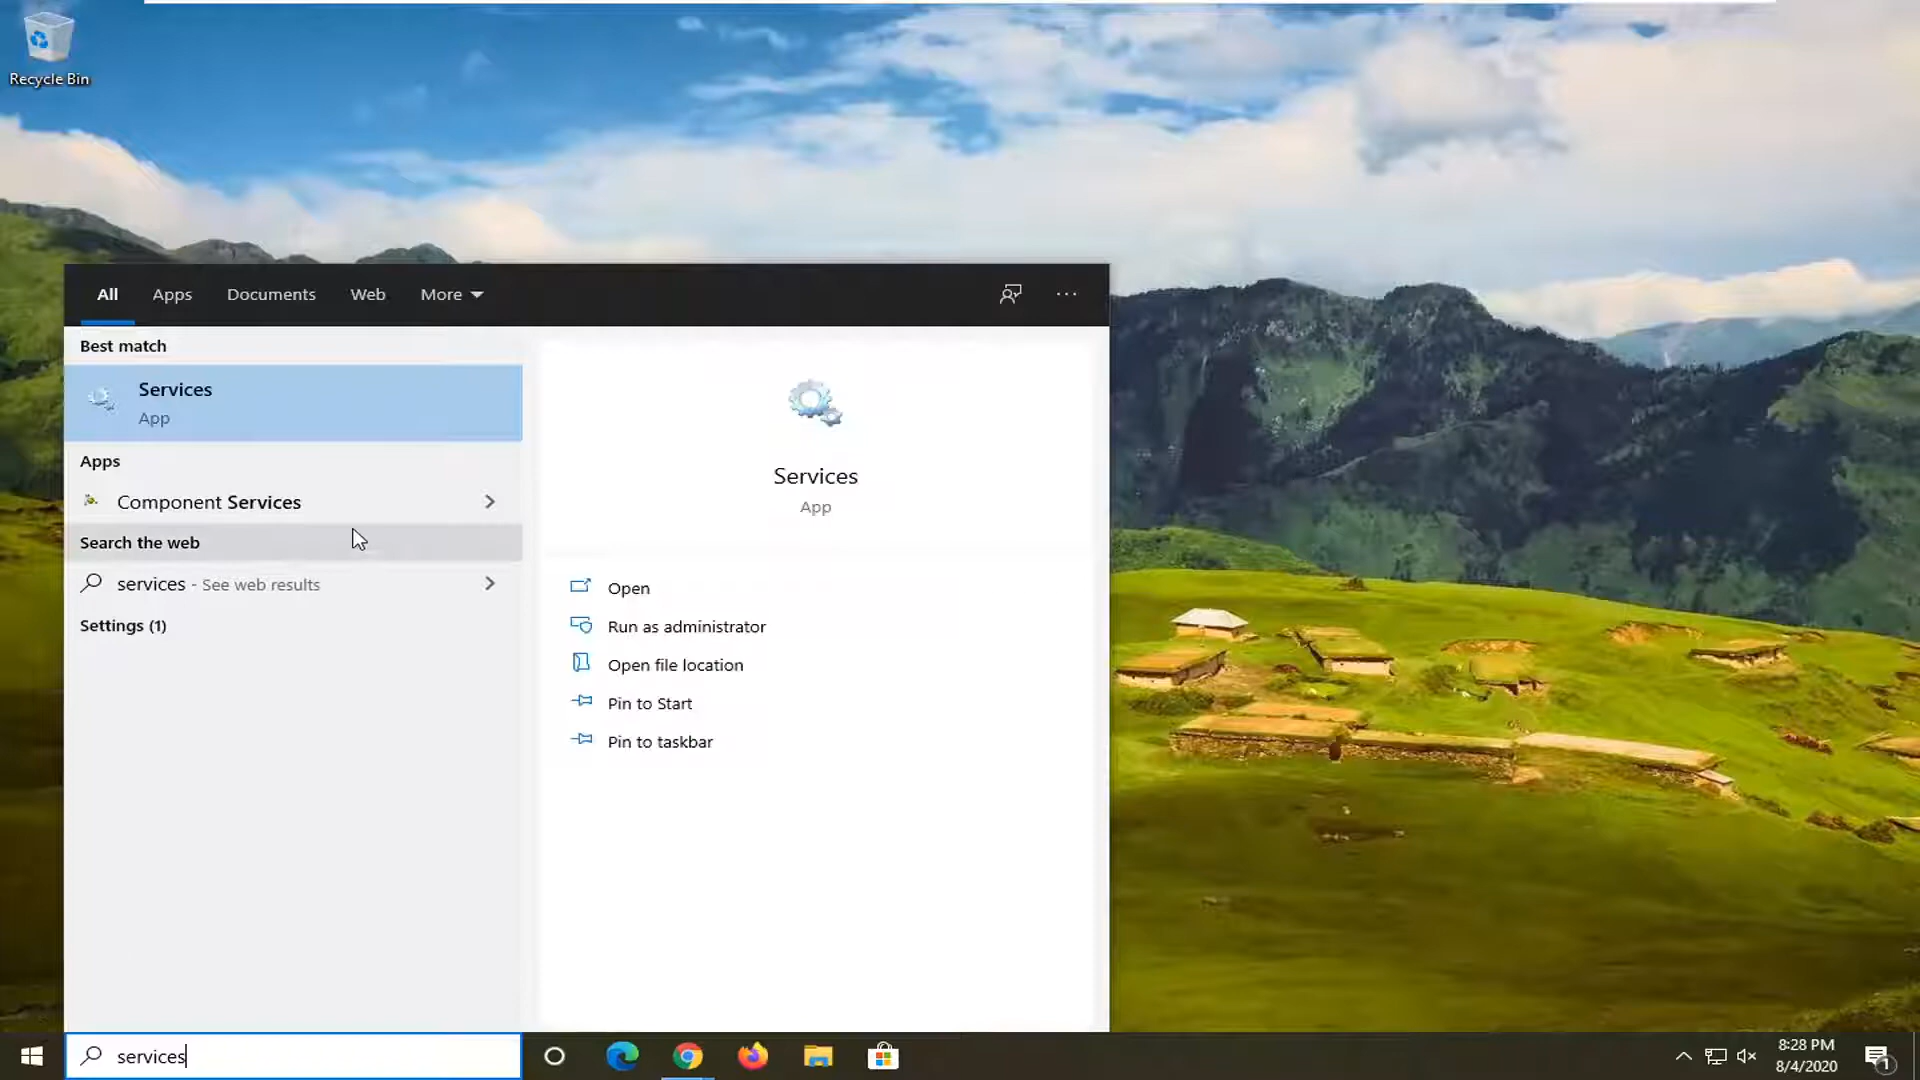 Recycle Bin
All Apps Documents Web More
Best match
Services
App
Apps
Component Services
Search the web
services - See web results
Settings (1)
Services
App
Open
Run as administrator
Open file location
Pin to Start
Pin to taskbar
services
8:28 PM
8/4/2020
1